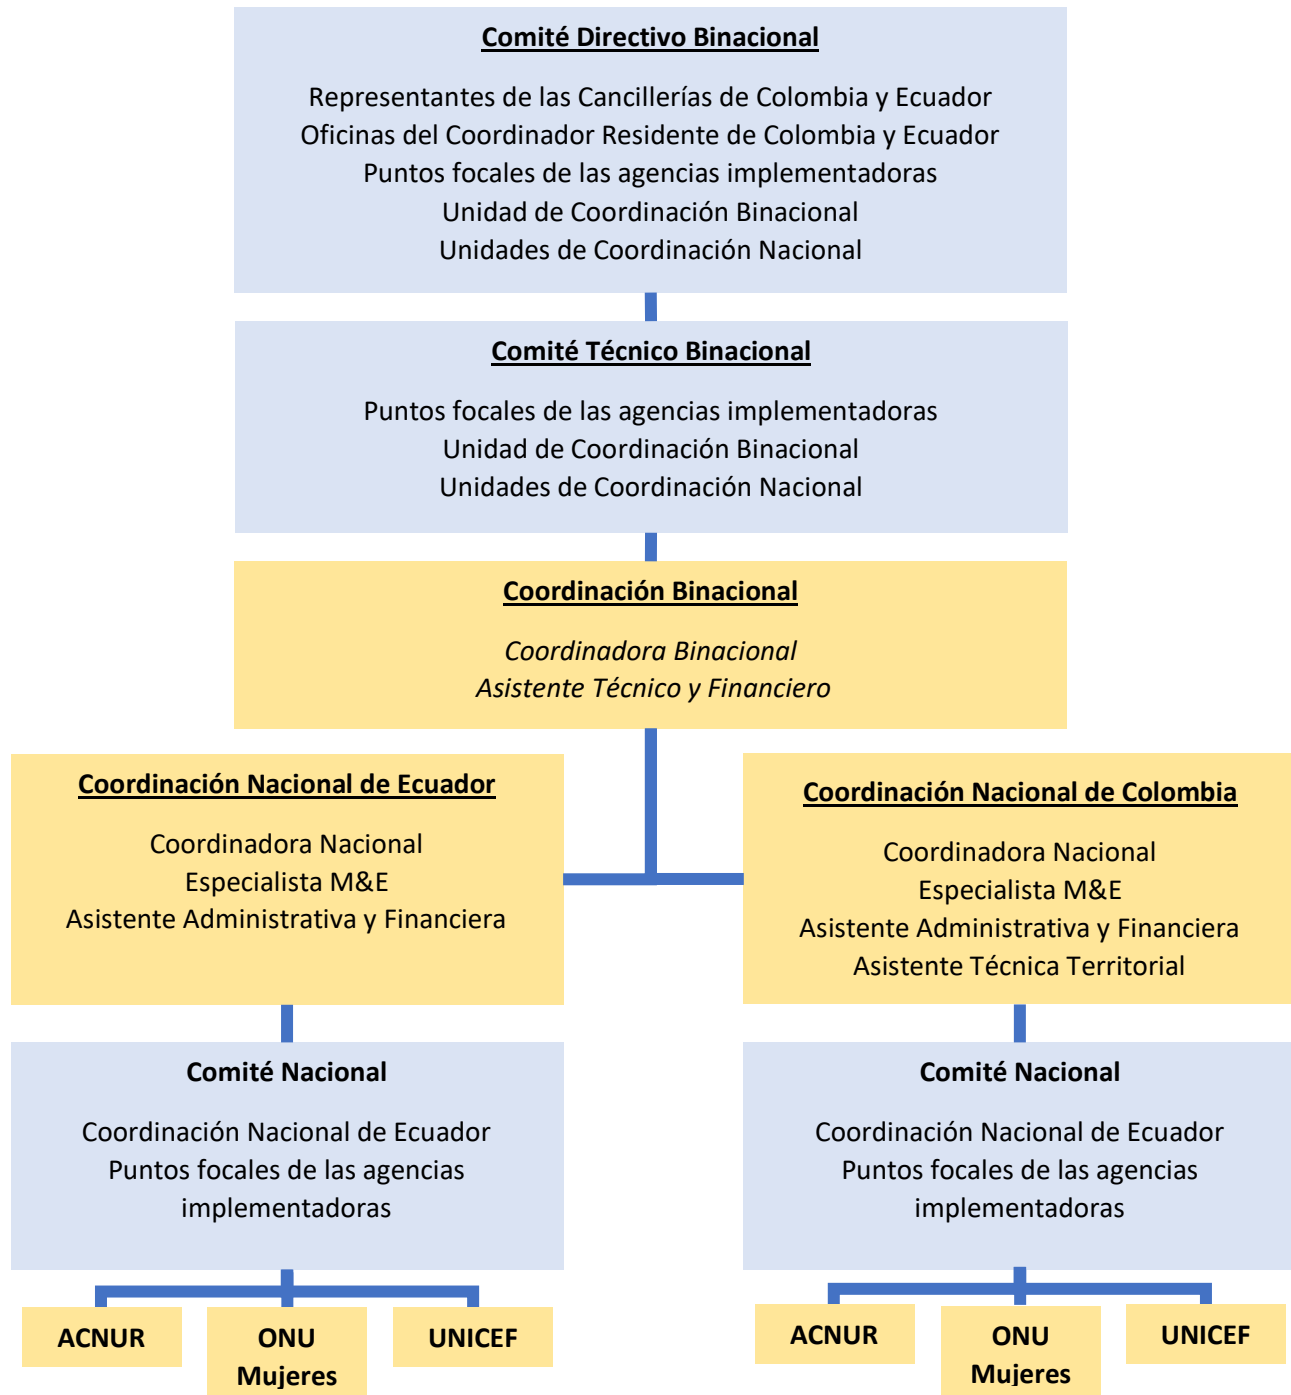 Comité Directivo Binacional
Representantes de las Cancillerías de Colombia y Ecuador
Oficinas del Coordinador Residente de Colombia y Ecuador
Puntos focales de las agencias implementadoras
Unidad de Coordinación Binacional
Unidades de Coordinación Nacional
Comité Técnico Binacional
Puntos focales de las agencias implementadoras
Unidad de Coordinación Binacional
Unidades de Coordinación Nacional
Coordinación Binacional
Coordinadora Binacional
Asistente Técnico y Financiero
Coordinación Nacional de Ecuador
Coordinadora Nacional
Especialista M&E
Asistente Administrativa y Financiera
Coordinación Nacional de Colombia
Coordinadora Nacional
Especialista M&E
Asistente Administrativa y Financiera
Asistente Técnica Territorial
Comité Nacional
Coordinación Nacional de Ecuador
Puntos focales de las agencias
implementadoras
Comité Nacional
Coordinación Nacional de Ecuador
Puntos focales de las agencias
implementadoras
ACNUR
ONU
Mujeres
UNICEF
ACNUR
ONU
Mujeres
UNICEF